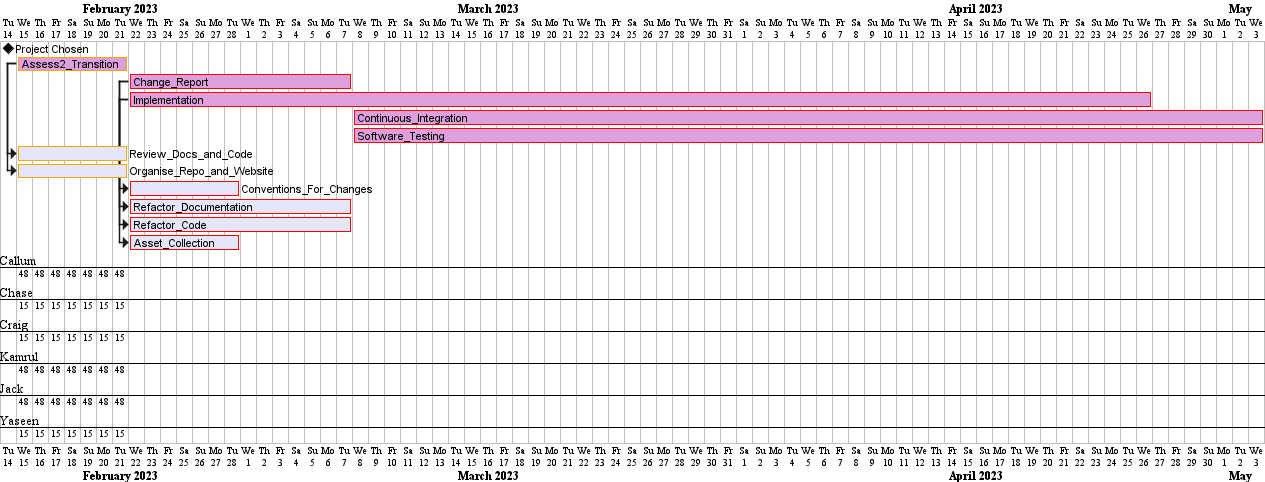 February 2023 March 2023 April 2023 May
Tu We Th Fr Sa Su Mo Tu We Th Fr Sa Su Mo Tu We Th Fr Sa Su Mo Tu We Th Fr Sa Su Mo Tu We Th Fr Sa Su Mo Tu We Th Fr Sa Su Mo Tu We Th Fr Sa Su Mo Tu We Th Fr Sa Su Mo Tu We Th Fr Sa Su Mo Tu We Th Fr Sa Su Mo Tu We Th Fr Sa Su Mo Tu We
14 15 16 17 18 19 20 21 22 23 24 25 26 27 28 1 2 3 4 5 6 7 8 9 10 11 12 13 14 15 16 17 18 19 20 21 22 23 24 25 26 27 28 29 30 31 1 2 3 4 5 6 7 8 9 10 11 12 13 14 15 16 17 18 19 20 21 22 23 24 25 26 27 28 29 30 1 2 3
Project Chosen
Assess2_Transition
Change_Report
Implementation
Continuous_Integration
Software_Testing
Review_Docs_and_Code
Organise_Repo_and_Website
Conventions_For_Changes
Refactor_Documentation
Refactor_Code
Asset_Collection
Callum
48 48 48 48 48 48 48
Chase
15 15 15 15 15 15 15
Craig
15 15 15 15 15 15 15
Kamrul
48 48 48 48 48 48 48
Jack
48 48 48 48 48 48 48
Yaseen
15 15 15 15 15 15 15
Tu We Th Fr Sa Su Mo Tu We Th Fr Sa Su Mo Tu We Th Fr Sa Su Mo Tu We Th Fr Sa Su Mo Tu We Th Fr Sa Su Mo Tu We Th Fr Sa Su Mo Tu We Th Fr Sa Su Mo Tu We Th Fr Sa Su Mo Tu We Th Fr Sa Su Mo Tu We Th Fr Sa Su Mo Tu We Th Fr Sa Su Mo Tu We
14 15 16 17 18 19 20 21 22 23 24 25 26 27 28 1 2 3 4 5 6 7 8 9 10 11 12 13 14 15 16 17 18 19 20 21 22 23 24 25 26 27 28 29 30 31 1 2 3 4 5 6 7 8 9 10 11 12 13 14 15 16 17 18 19 20 21 22 23 24 25 26 27 28 29 30 1 2 3
February 2023 March 2023 April 2023 May